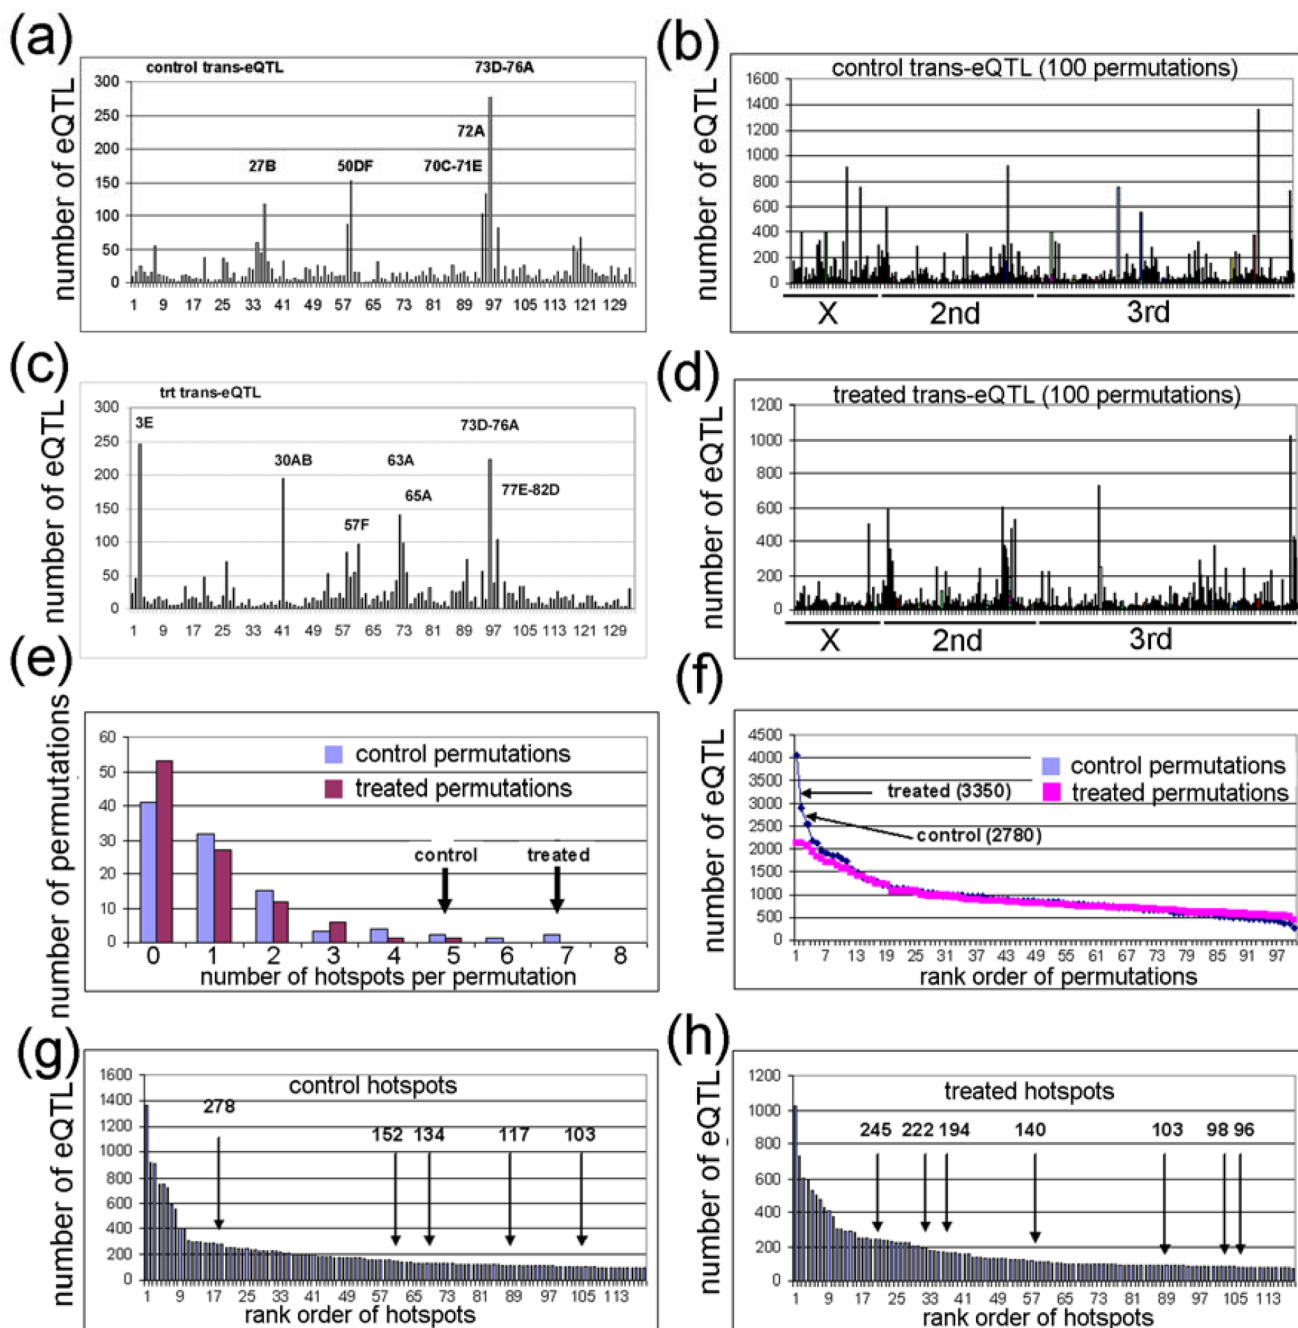 (a)
control trans-eQTL
73D-76A
72A
27B
50DF
70C-71E
number of eQTL
300
250
200
150
100
50
0
1 9 17 25 33 41 49 57 65 73 81 89 97 105 113 121 129
(b)
control trans-eQTL (100 permutations)
number of eQTL
1600
1400
1200
1000
800
600
400
200
0
X 2nd 3rd
(c)
trt trans-eQTL
3E
73D-76A
30AB
63A
77E-82D
65A
57F
number of eQTL
300
250
200
150
100
50
0
1 9 17 25 33 41 49 57 65 73 81 89 97 105 113 121 129
(d)
treated trans-eQTL (100 permutations)
number of eQTL
1200
1000
800
600
400
200
0
X 2nd 3rd
(e)
number of permutations
60
50
40
30
20
10
0
control permutations
treated permutations
control treated
0 1 2 3 4 5 6 7 8
number of hotspots per permutation
(f)
number of eQTL
4500
4000
3500
3000
2500
2000
1500
1000
500
0
control permutations
treated permutations
treated (3350)
control (2780)
1 7 13 19 25 31 37 43 49 55 61 67 73 79 85 91 97
rank order of permutations
(g)
control hotspots
278
152 134 117 103
number of eQTL
1600
1400
1200
1000
800
600
400
200
0
1 9 17 25 33 41 49 57 65 73 81 89 97 105 113
rank order of hotspots
(h)
treated hotspots
245 222 194 140 103 98 96
number of eQTL
1200
1000
800
600
400
200
0
1 9 17 25 33 41 49 57 65 73 81 89 97 105 113
rank order of hotspots